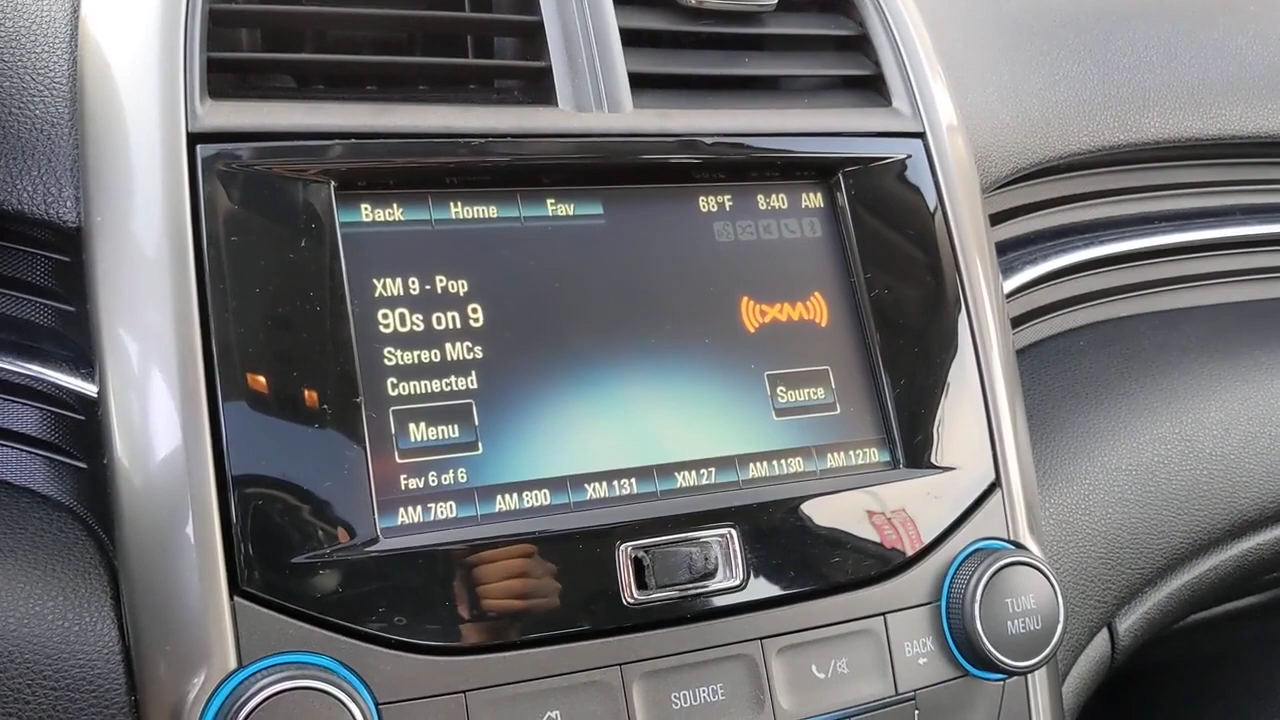 Back Home Fav 68°F 8:40 AM
XM 9 - Pop
90s on 9
((XM))
Stereo MCs
Connected
Source
Menu
Fav 6 of 6
AM 760 AM 800 XM 131 XM 27 AM 1130 AM 1270
TUNE
MENU
BACK
SOURCE